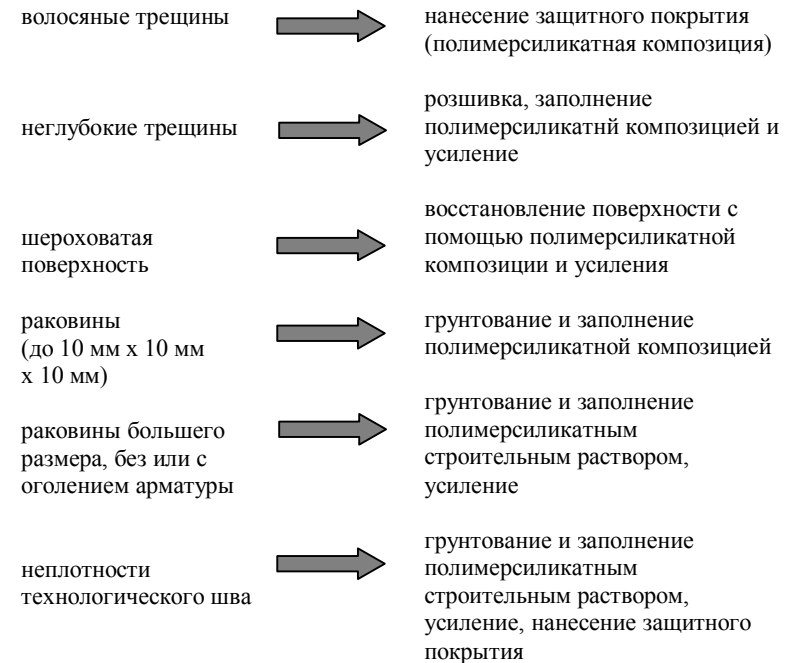 волосяные трещины
нанесение защитного покрытия
(полимерсиликатная композиция)
неглубокие трещины
розшивка, заполнение
полимерсиликатнй композицией и
усиление
шероховатая
поверхность
восстановление поверхности с
помощью полимерсиликатной
композиции и усиления
раковины
(до 10 мм х 10 мм
х 10 мм)
грунтование и заполнение
полимерсиликатной композицией
раковины большего
размера, без или с
оголением арматуры
грунтование и заполнение
полимерсиликатным
строительным раствором,
усиление
неплотности
технологического шва
грунтование и заполнение
полимерсиликатным
строительным раствором,
усиление, нанесение защитного
покрытия